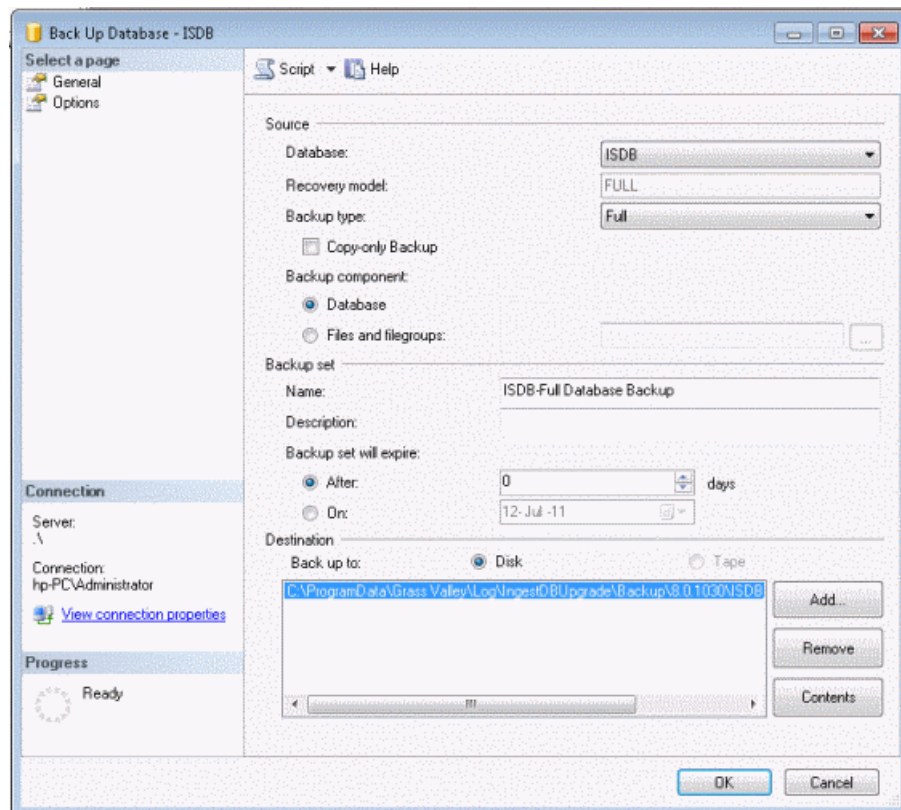 Back Up Database - ISDB
Select a page
General
Options
Script
Help
Source
Database:
ISDB
Recovery model:
FULL
Backup type:
Full
Copy-only Backup
Backup component:
Database
Files and filegroups:
...
Backup set
Name:
ISDB-Full Database Backup
Description:
Backup set will expire:
After:
0
days
On:
12- Jul -11
Destination
Back up to:
Disk
Tape
C:\ProgramData\Grass Valley\Log\IngestDBUpgrade\Backup\8.0.1030\ISDB
Add...
Remove
Contents
Connection
Server:
.\
Connection:
hp-PC\Administrator
View connection properties
Progress
Ready
OK
Cancel